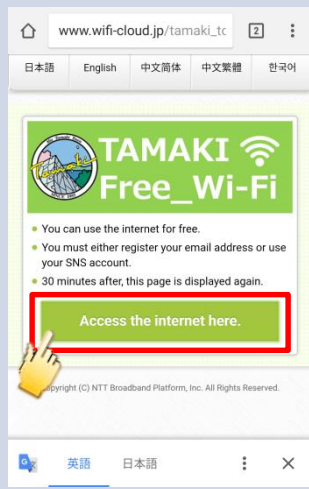 www.wifi-cloud.jp/tamaki_tc
2
日本語 English 中文简体 中文繁體 한국어
Tamaki
TAMAKI
Free_Wi-Fi
You can use the internet for free.
You must either register your email address or use
your SNS account.
30 minutes after, this page is displayed again.
Access the internet here.
pyright (C) NTT Broadband Platform, Inc. All Rights Reserved.
英語 日本語